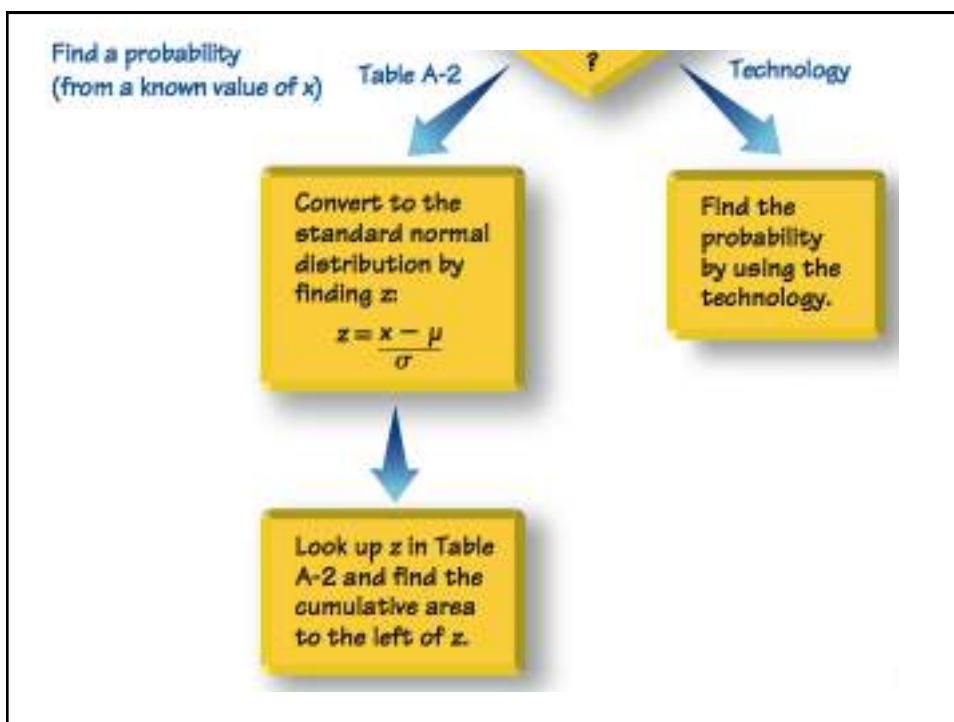 Find a probability
(from a known value of x)
Table A-2
?
Technology
Convert to the
standard normal
distribution by
finding z:
z = x − μ
σ
Find the
probability
by using the
technology.
Look up z in Table
A-2 and find the
cumulative area
to the left of z.